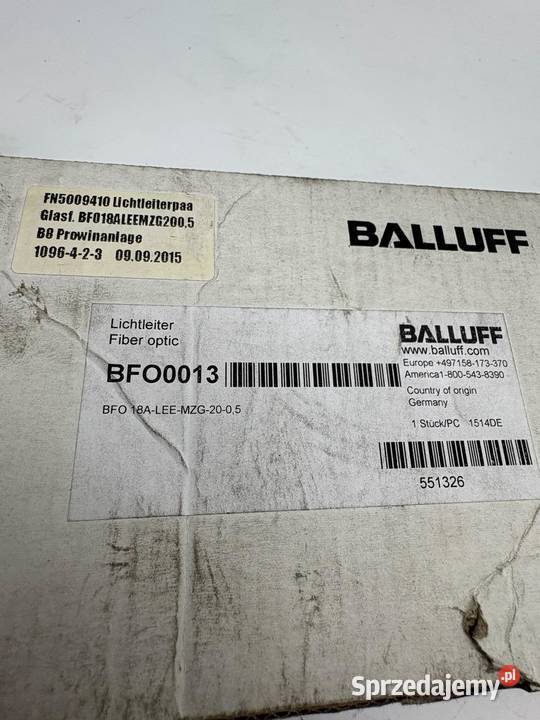 FN5009410 Lichtleiterpaa
Glasf. BFO18ALEEMZG200,5
B8 Prowinanlage
1096-4-2-3 09.09.2015
BALLUFF
Lichtleiter
Fiber optic
BFO0013
BFO 18A-LEE-MZG-20-0,5
BALLUFF
www.balluff.com
Europe +497158-173-370
America1-800-543-8390
Country of origin
Germany
1 Stück/PC 1514DE
551326
Sprzedajemy.pl